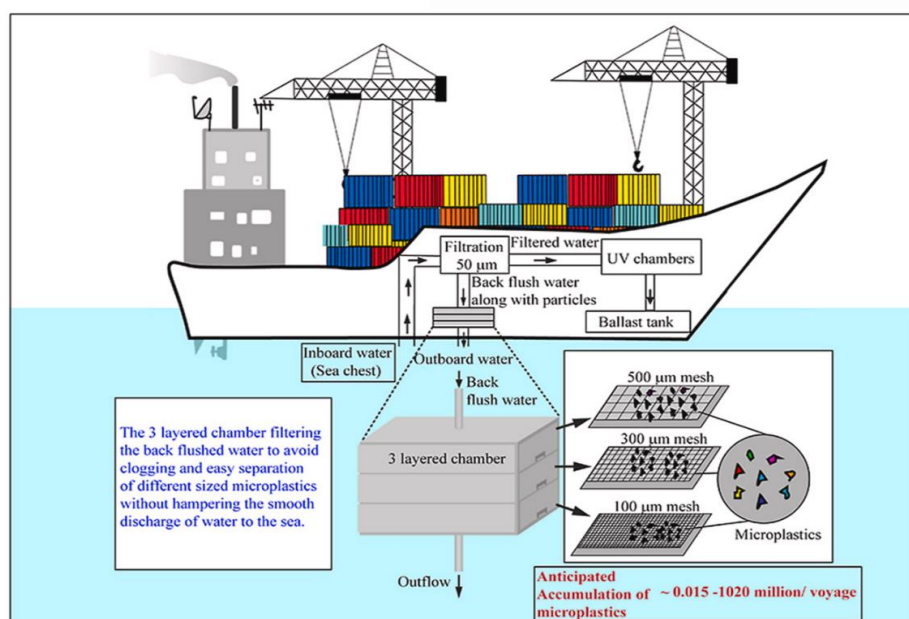 Filtration
50 μm
Filtered water
UV chambers
Back flush water
along with particles
Ballast tank
Inboard water
(Sea chest)
Outboard water
Back
flush water
The 3 layered chamber filtering
the back flushed water to avoid
clogging and easy separation
of different sized microplastics
without hampering the smooth
discharge of water to the sea.
3 layered chamber
500 μm mesh
300 μm mesh
100 μm mesh
Microplastics
Outflow
Anticipated
Accumulation of ~ 0.015 -1020 million/ voyage
microplastics